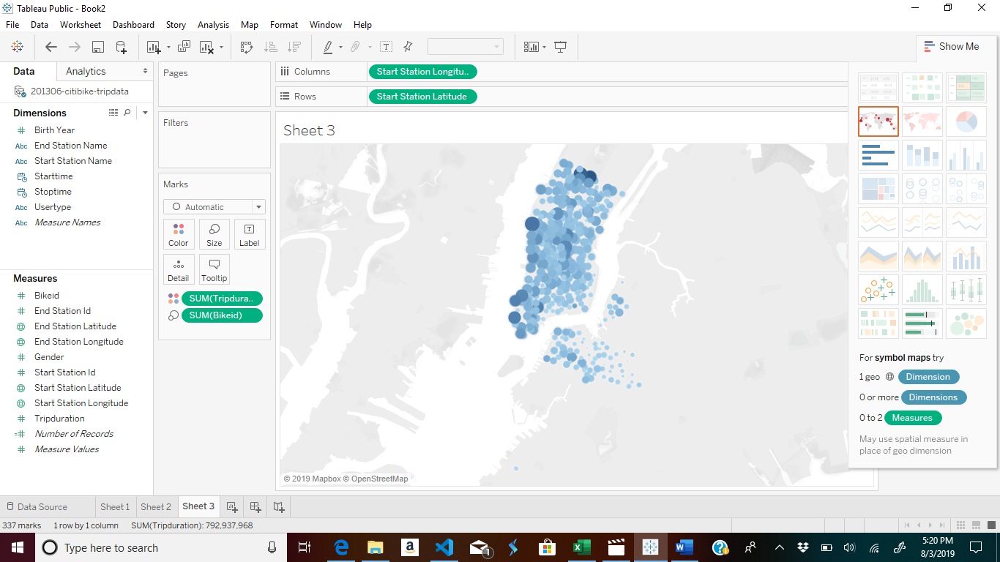 Tableau Public - Book2
File Data Worksheet Dashboard Story Analysis Map Format Window Help
Show Me
Data Analytics
201306-citibike-tripdata
Dimensions
# Birth Year
Abc End Station Name
Abc Start Station Name
Starttime
Stoptime
Abc Usertype
Abc Measure Names
Measures
# Bikeid
# End Station Id
End Station Latitude
End Station Longitude
# Gender
# Start Station Id
Start Station Latitude
Start Station Longitude
# Tripduration
=# Number of Records
# Measure Values
Pages
Filters
Marks
Automatic
Color Size Label
Detail Tooltip
SUM(Tripdura..
SUM(Bikeid)
Columns Start Station Longitu..
Rows Start Station Latitude
Sheet 3
© 2019 Mapbox © OpenStreetMap
For symbol maps try
1 geo Dimension
0 or more Dimensions
0 to 2 Measures
May use spatial measure in
place of geo dimension
Data Source Sheet 1 Sheet 2 Sheet 3
337 marks 1 row by 1 column SUM(Tripduration): 792,937,968
Type here to search
1
5:20 PM
8/3/2019